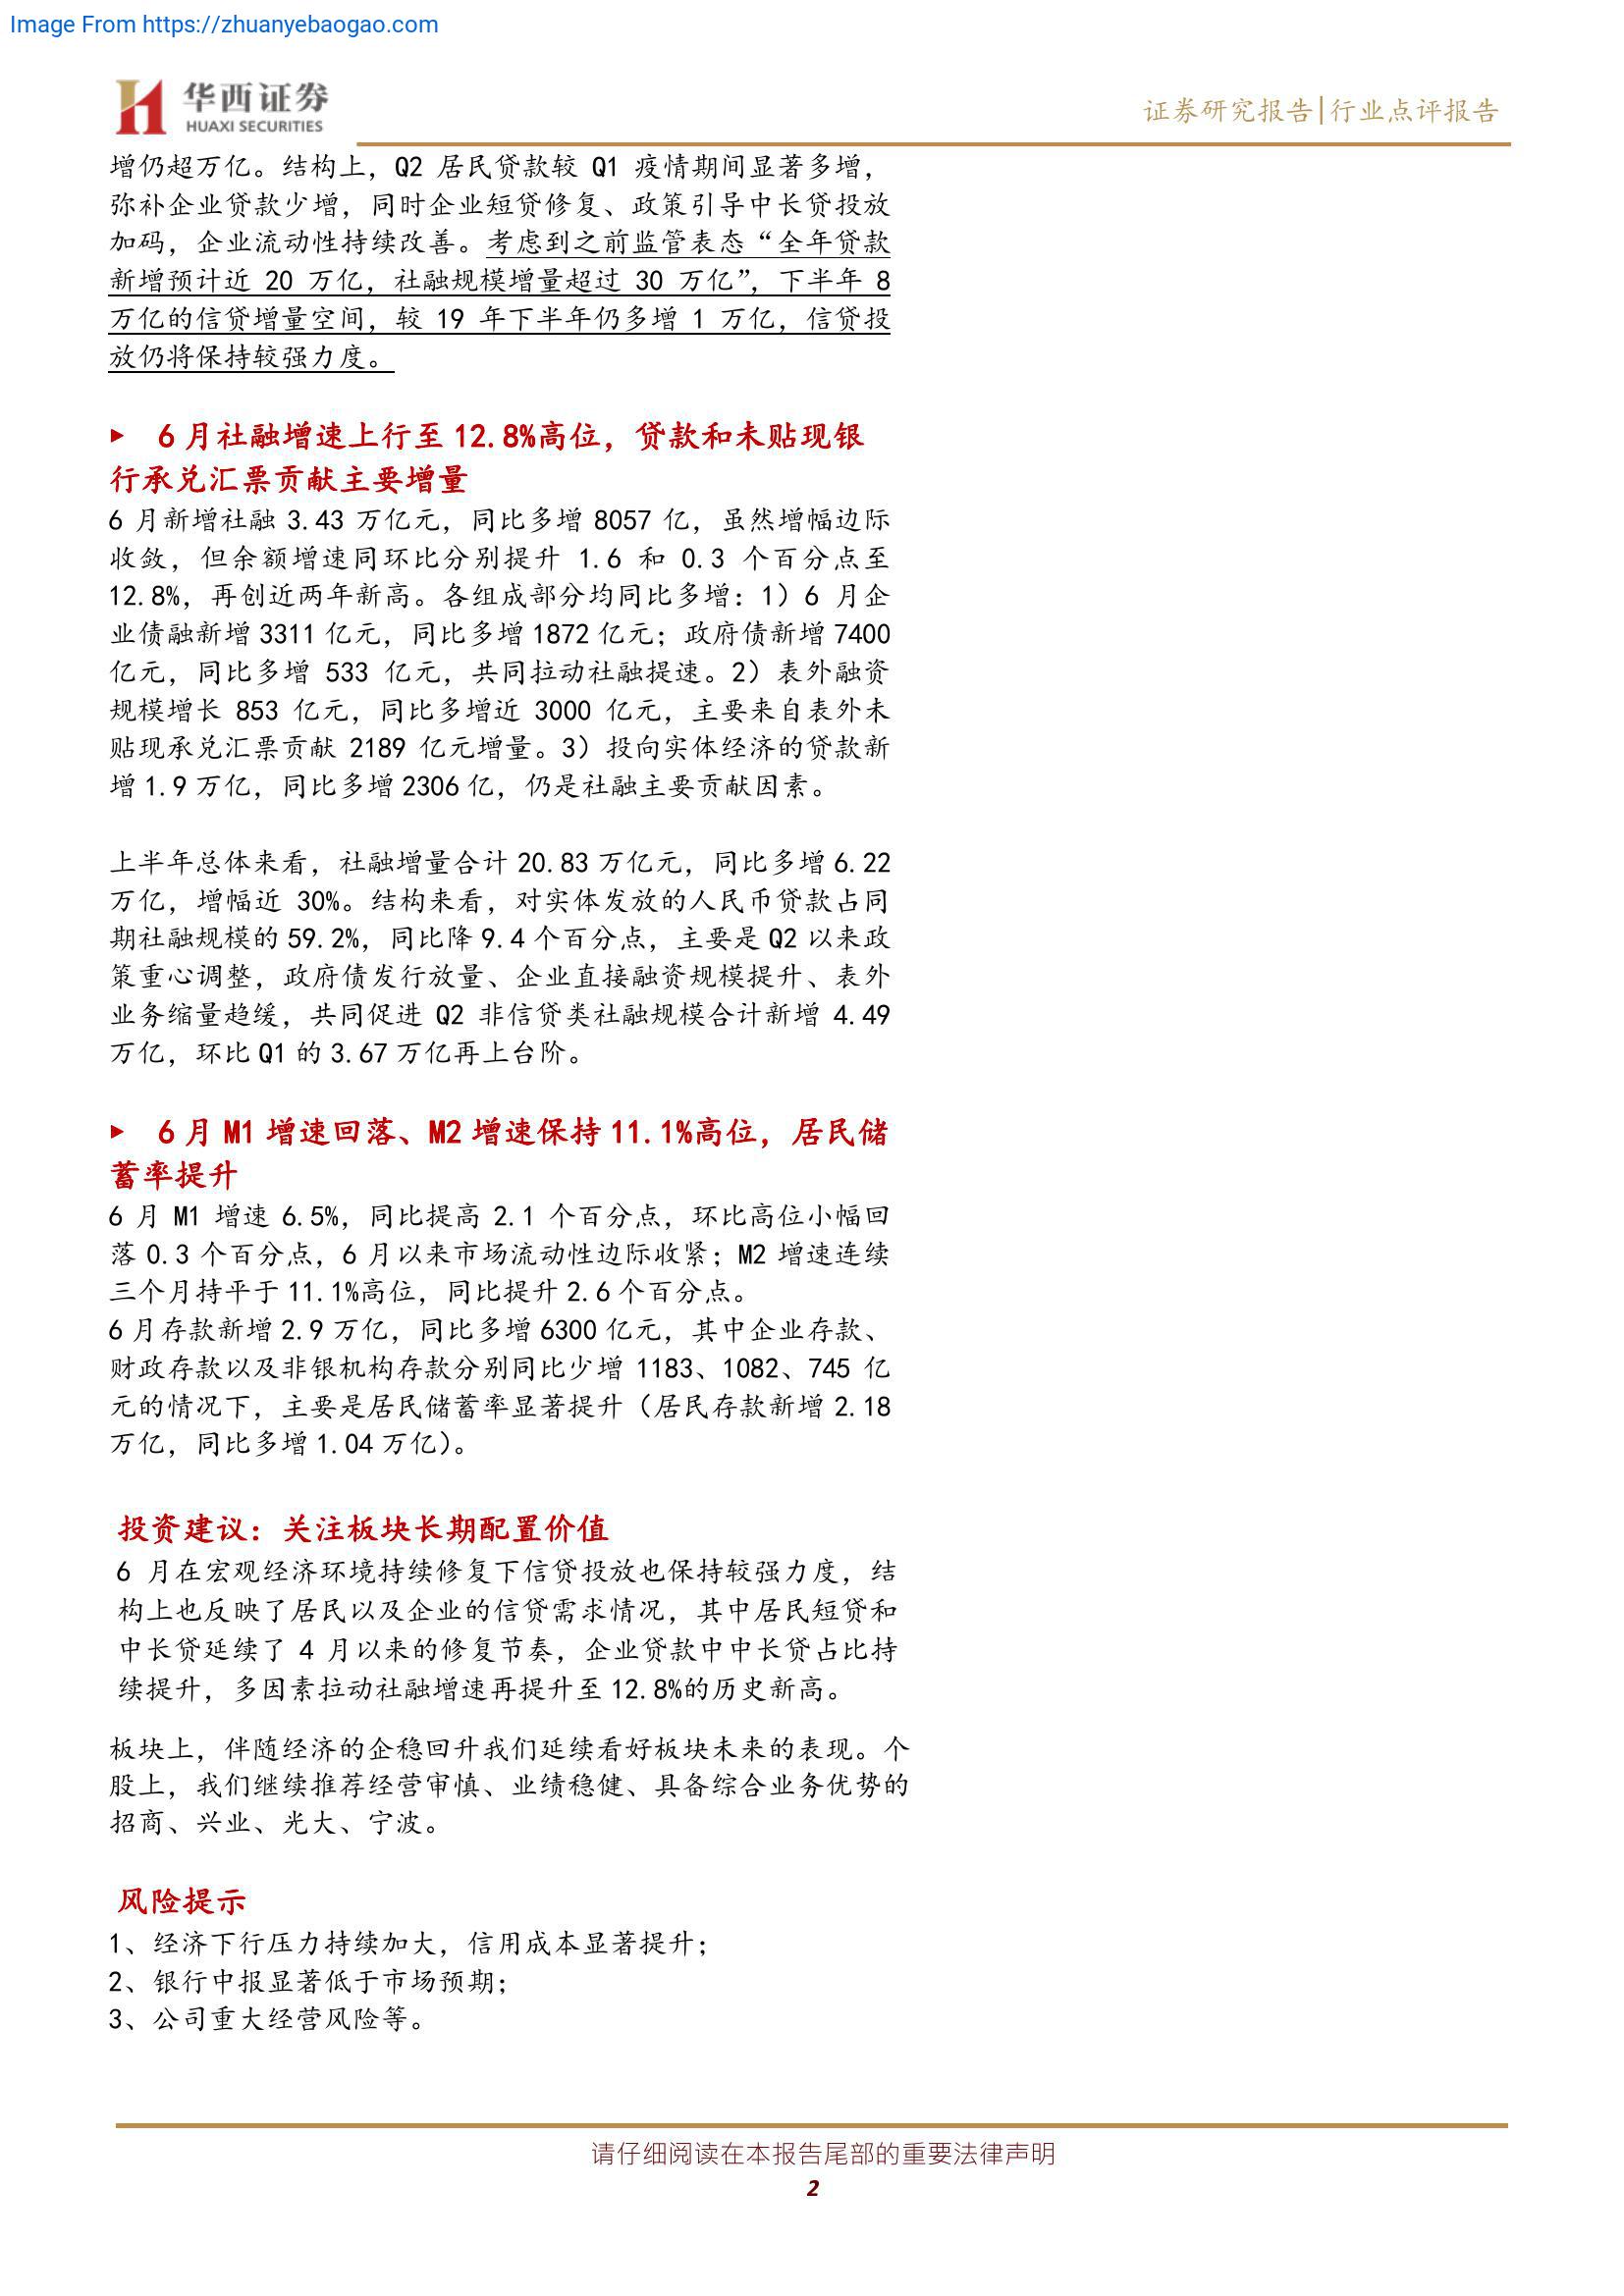 Image From https://zhuanyebaogao.com
华西证券
HUAXI SECURITIES
证券研究报告|行业点评报告
增仍超万亿。结构上，Q2 居民贷款较 Q1 疫情期间显著多增，
弥补企业贷款少增，同时企业短贷修复、政策引导中长贷投放
加码，企业流动性持续改善。考虑到之前监管表态“全年贷款
新增预计近 20 万亿，社融规模增量超过 30 万亿”，下半年 8
万亿的信贷增量空间，较 19 年下半年仍多增 1 万亿，信贷投
放仍将保持较强力度。
► 6 月社融增速上行至 12.8%高位，贷款和未贴现银
行承兑汇票贡献主要增量
6 月新增社融 3.43 万亿元，同比多增 8057 亿，虽然增幅边际
收敛，但余额增速同环比分别提升 1.6 和 0.3 个百分点至
12.8%，再创近两年新高。各组成部分均同比多增：1）6 月企
业债融新增 3311 亿元，同比多增 1872 亿元；政府债新增 7400
亿元，同比多增 533 亿元，共同拉动社融提速。2）表外融资
规模增长 853 亿元，同比多增近 3000 亿元，主要来自表外未
贴现承兑汇票贡献 2189 亿元增量。3）投向实体经济的贷款新
增 1.9 万亿，同比多增 2306 亿，仍是社融主要贡献因素。
上半年总体来看，社融增量合计 20.83 万亿元，同比多增 6.22
万亿，增幅近 30%。结构来看，对实体发放的人民币贷款占同
期社融规模的 59.2%，同比降 9.4 个百分点，主要是 Q2 以来政
策重心调整，政府债发行放量、企业直接融资规模提升、表外
业务缩量趋缓，共同促进 Q2 非信贷类社融规模合计新增 4.49
万亿，环比 Q1 的 3.67 万亿再上台阶。
► 6 月 M1 增速回落、M2 增速保持 11.1%高位，居民储
蓄率提升
6 月 M1 增速 6.5%，同比提高 2.1 个百分点，环比高位小幅回
落 0.3 个百分点，6 月以来市场流动性边际收紧；M2 增速连续
三个月持平于 11.1%高位，同比提升 2.6 个百分点。
6 月存款新增 2.9 万亿，同比多增 6300 亿元，其中企业存款、
财政存款以及非银机构存款分别同比少增 1183、1082、745 亿
元的情况下，主要是居民储蓄率显著提升（居民存款新增 2.18
万亿，同比多增 1.04 万亿）。
投资建议：关注板块长期配置价值
6 月在宏观经济环境持续修复下信贷投放也保持较强力度，结
构上也反映了居民以及企业的信贷需求情况，其中居民短贷和
中长贷延续了 4 月以来的修复节奏，企业贷款中中长贷占比持
续提升，多因素拉动社融增速再提升至 12.8%的历史新高。
板块上，伴随经济的企稳回升我们延续看好板块未来的表现。个
股上，我们继续推荐经营审慎、业绩稳健、具备综合业务优势的
招商、兴业、光大、宁波。
风险提示
1、经济下行压力持续加大，信用成本显著提升；
2、银行中报显著低于市场预期；
3、公司重大经营风险等。
请仔细阅读在本报告尾部的重要法律声明
2